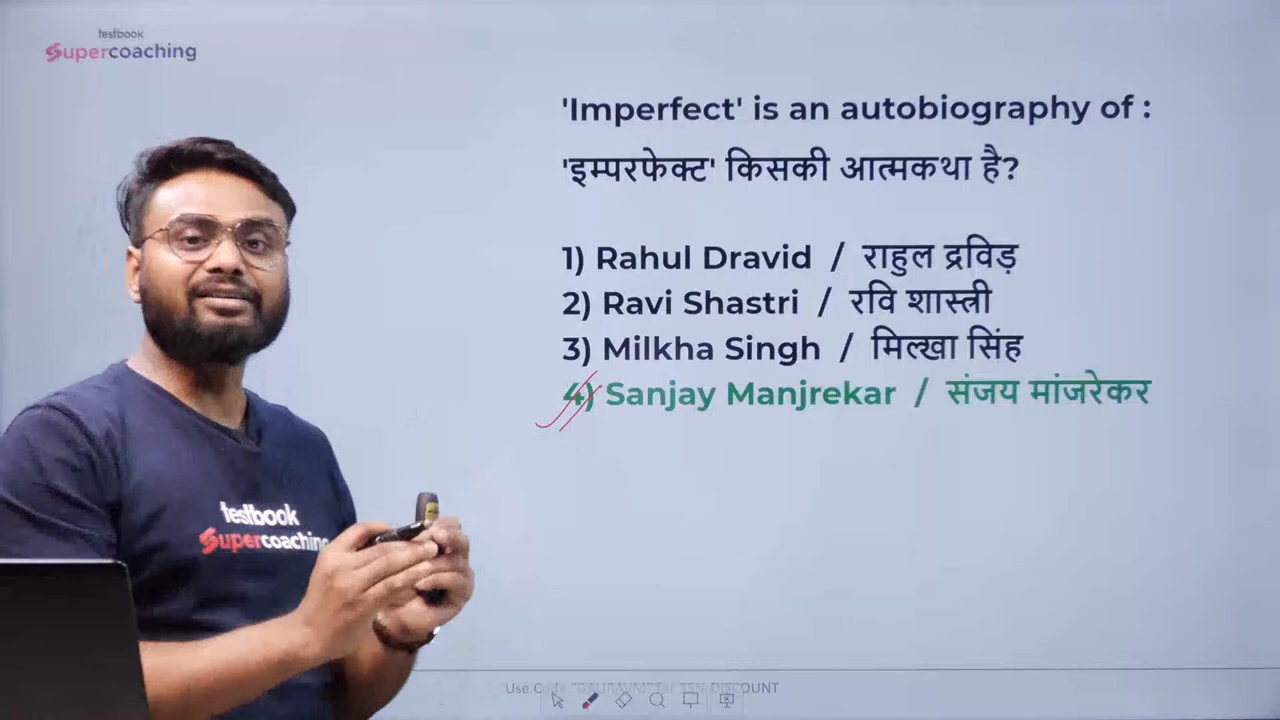 testbook
Supercoaching
'Imperfect' is an autobiography of :
'इम्परफेक्ट' किसकी आत्मकथा है?
1) Rahul Dravid / राहुल द्रविड़
2) Ravi Shastri / रवि शास्त्री
3) Milkha Singh / मिल्खा सिंह
4) Sanjay Manjrekar / संजय मांजरेकर
testbook
Supercoaching
Use DISCOUNT